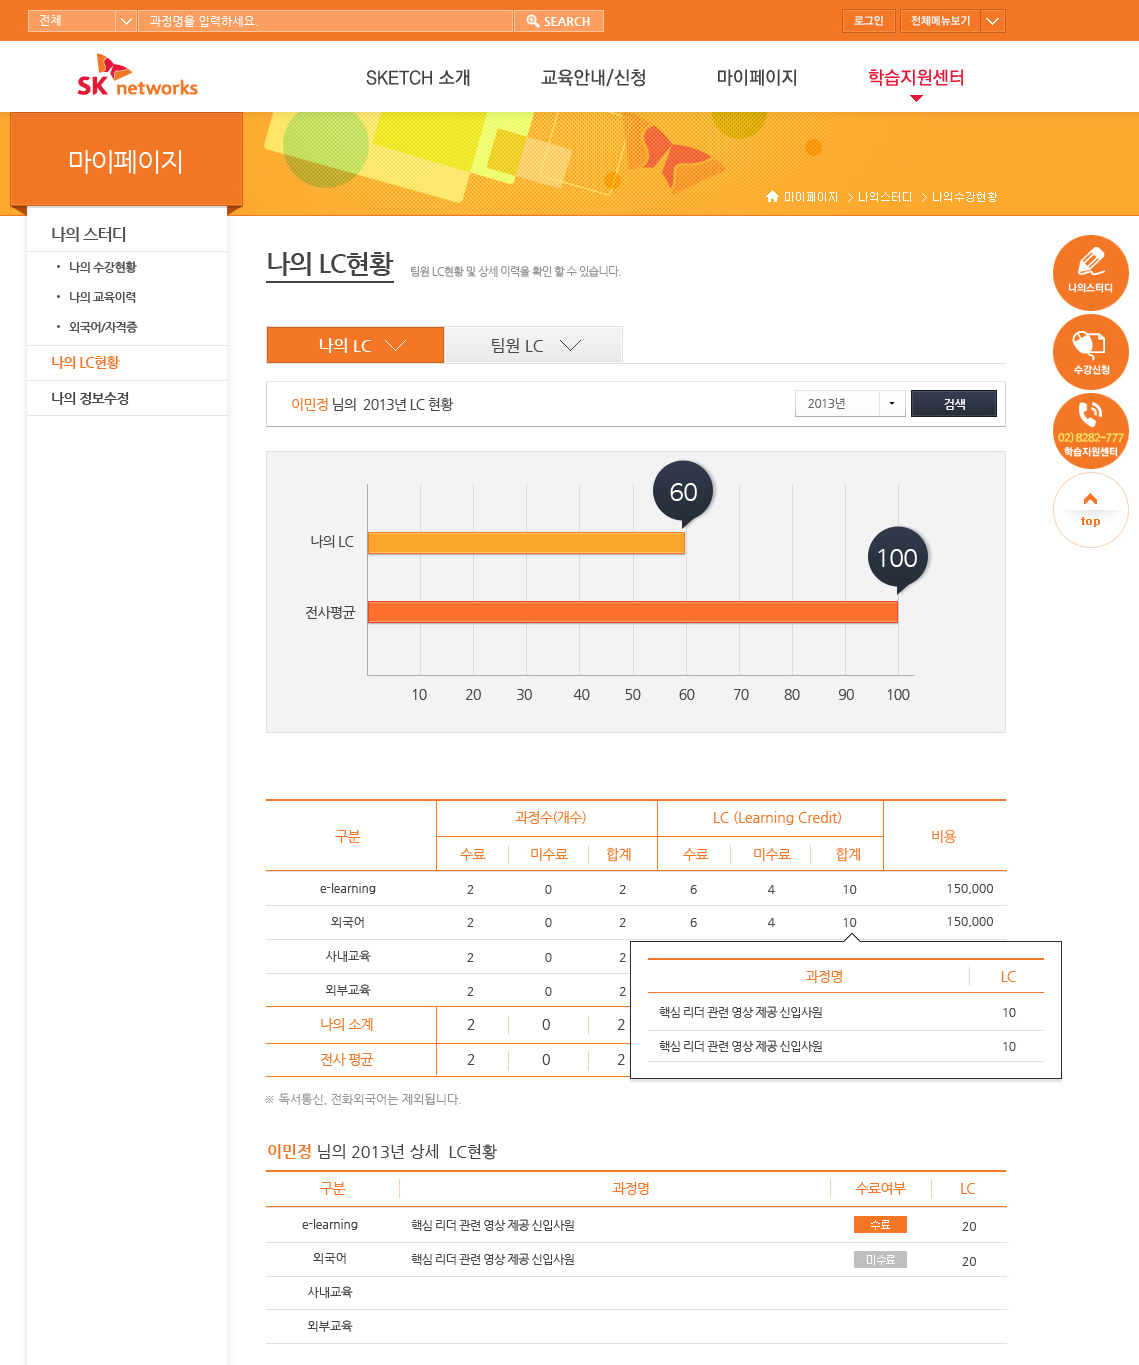 전체 과정명을 입력하세요. SEARCH 로그인 전체메뉴보기
SK networks SKETCH 소개 교육안내/신청 마이페이지 학습지원센터
마이페이지
마이페이지 > 나의스터디 > 나의수강현황
나의 스터디
• 나의 수강현황
• 나의 교육이력
• 외국어/자격증
나의 LC현황
나의 정보수정
나의 LC현황 팀원 LC현황 및 상세 이력을 확인 할 수 있습니다.
나의 LC 팀원 LC
이민정 님의 2013년 LC 현황 2013년 검색
60
나의 LC
100
전사평균
10 20 30 40 50 60 70 80 90 100
나의스터디
수강신청
02) 8282-777
학습지원센터
top
구분 과정수(개수) LC (Learning Credit) 비용
수료 미수료 합계 수료 미수료 합계
e-learning 2 0 2 6 4 10 150,000
외국어 2 0 2 6 4 10 150,000
사내교육 2 0 2
외부교육 2 0 2
나의 소계 2 0 2
전사 평균 2 0 2
과정명 LC
핵심 리더 관련 영상 제공 신입사원 10
핵심 리더 관련 영상 제공 신입사원 10
※ 독서통신, 전화외국어는 제외됩니다.
이민정 님의 2013년 상세 LC현황
구분 과정명 수료여부 LC
e-learning 핵심 리더 관련 영상 제공 신입사원 수료 20
외국어 핵심 리더 관련 영상 제공 신입사원 미수료 20
사내교육
외부교육